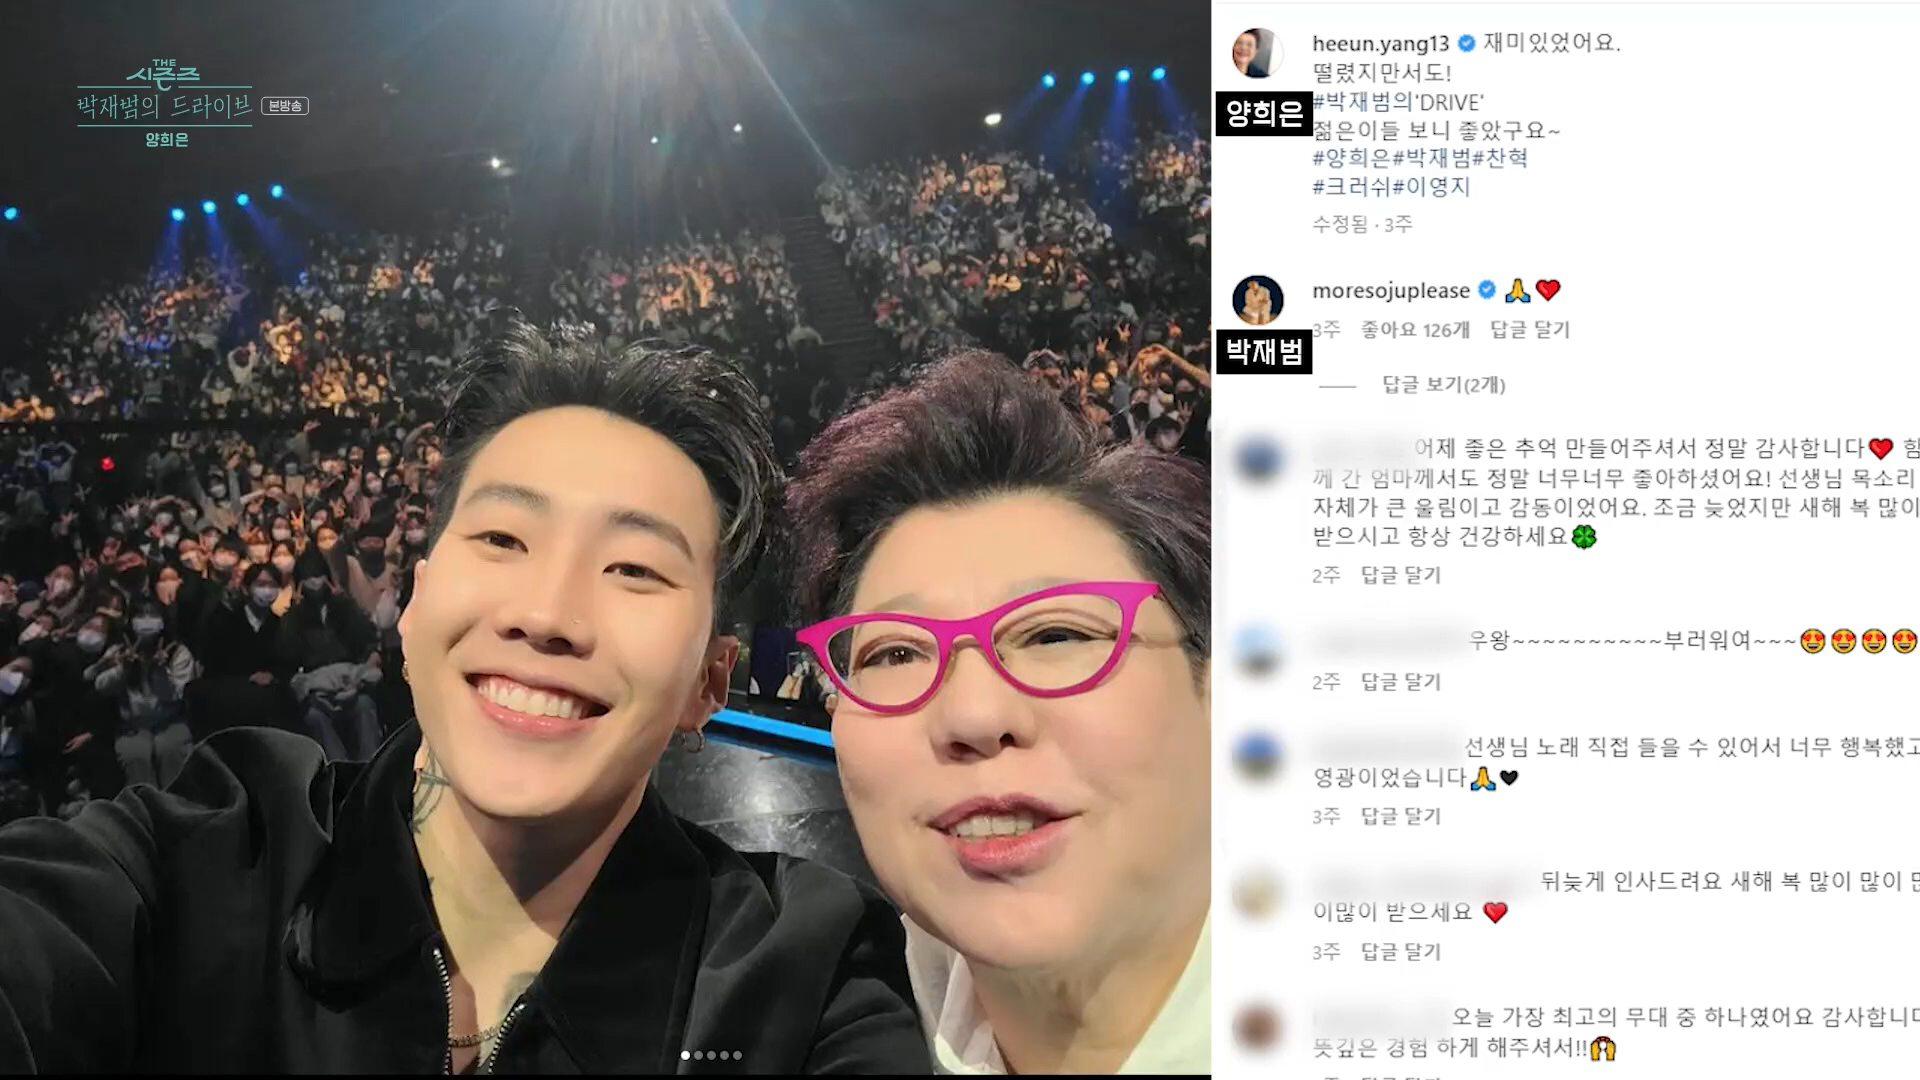 THE
시즌즈
박재범의 드라이브 본방송
양희은
heeun.yang13 재미있었어요.
떨렸지만서도!
#박재범의'DRIVE'
양희은
젊은이들 보니 좋았구요~
#양희은#박재범#찬혁
#크러쉬#이영지
수정됨 · 3주
moresojuplease 🙏❤️
3주 좋아요 126개 답글 달기
박재범
답글 보기(2개)
어제 좋은 추억 만들어주셔서 정말 감사합니다❤️ 함
께 간 엄마께서도 정말 너무너무 좋아하셨어요! 선생님 목소리
자체가 큰 울림이고 감동이었어요. 조금 늦었지만 새해 복 많이
받으시고 항상 건강하세요🍀
2주 답글 달기
우왕~~~~~~~~~~부러워여~~~😍😍😍😍
2주 답글 달기
선생님 노래 직접 들을 수 있어서 너무 행복했고
영광이었습니다🙏🖤
3주 답글 달기
뒤늦게 인사드려요 새해 복 많이 많이
이많이 받으세요 ❤️
3주 답글 달기
오늘 가장 최고의 무대 중 하나였어요 감사합니다
뜻깊은 경험 하게 해주셔서!!🙌